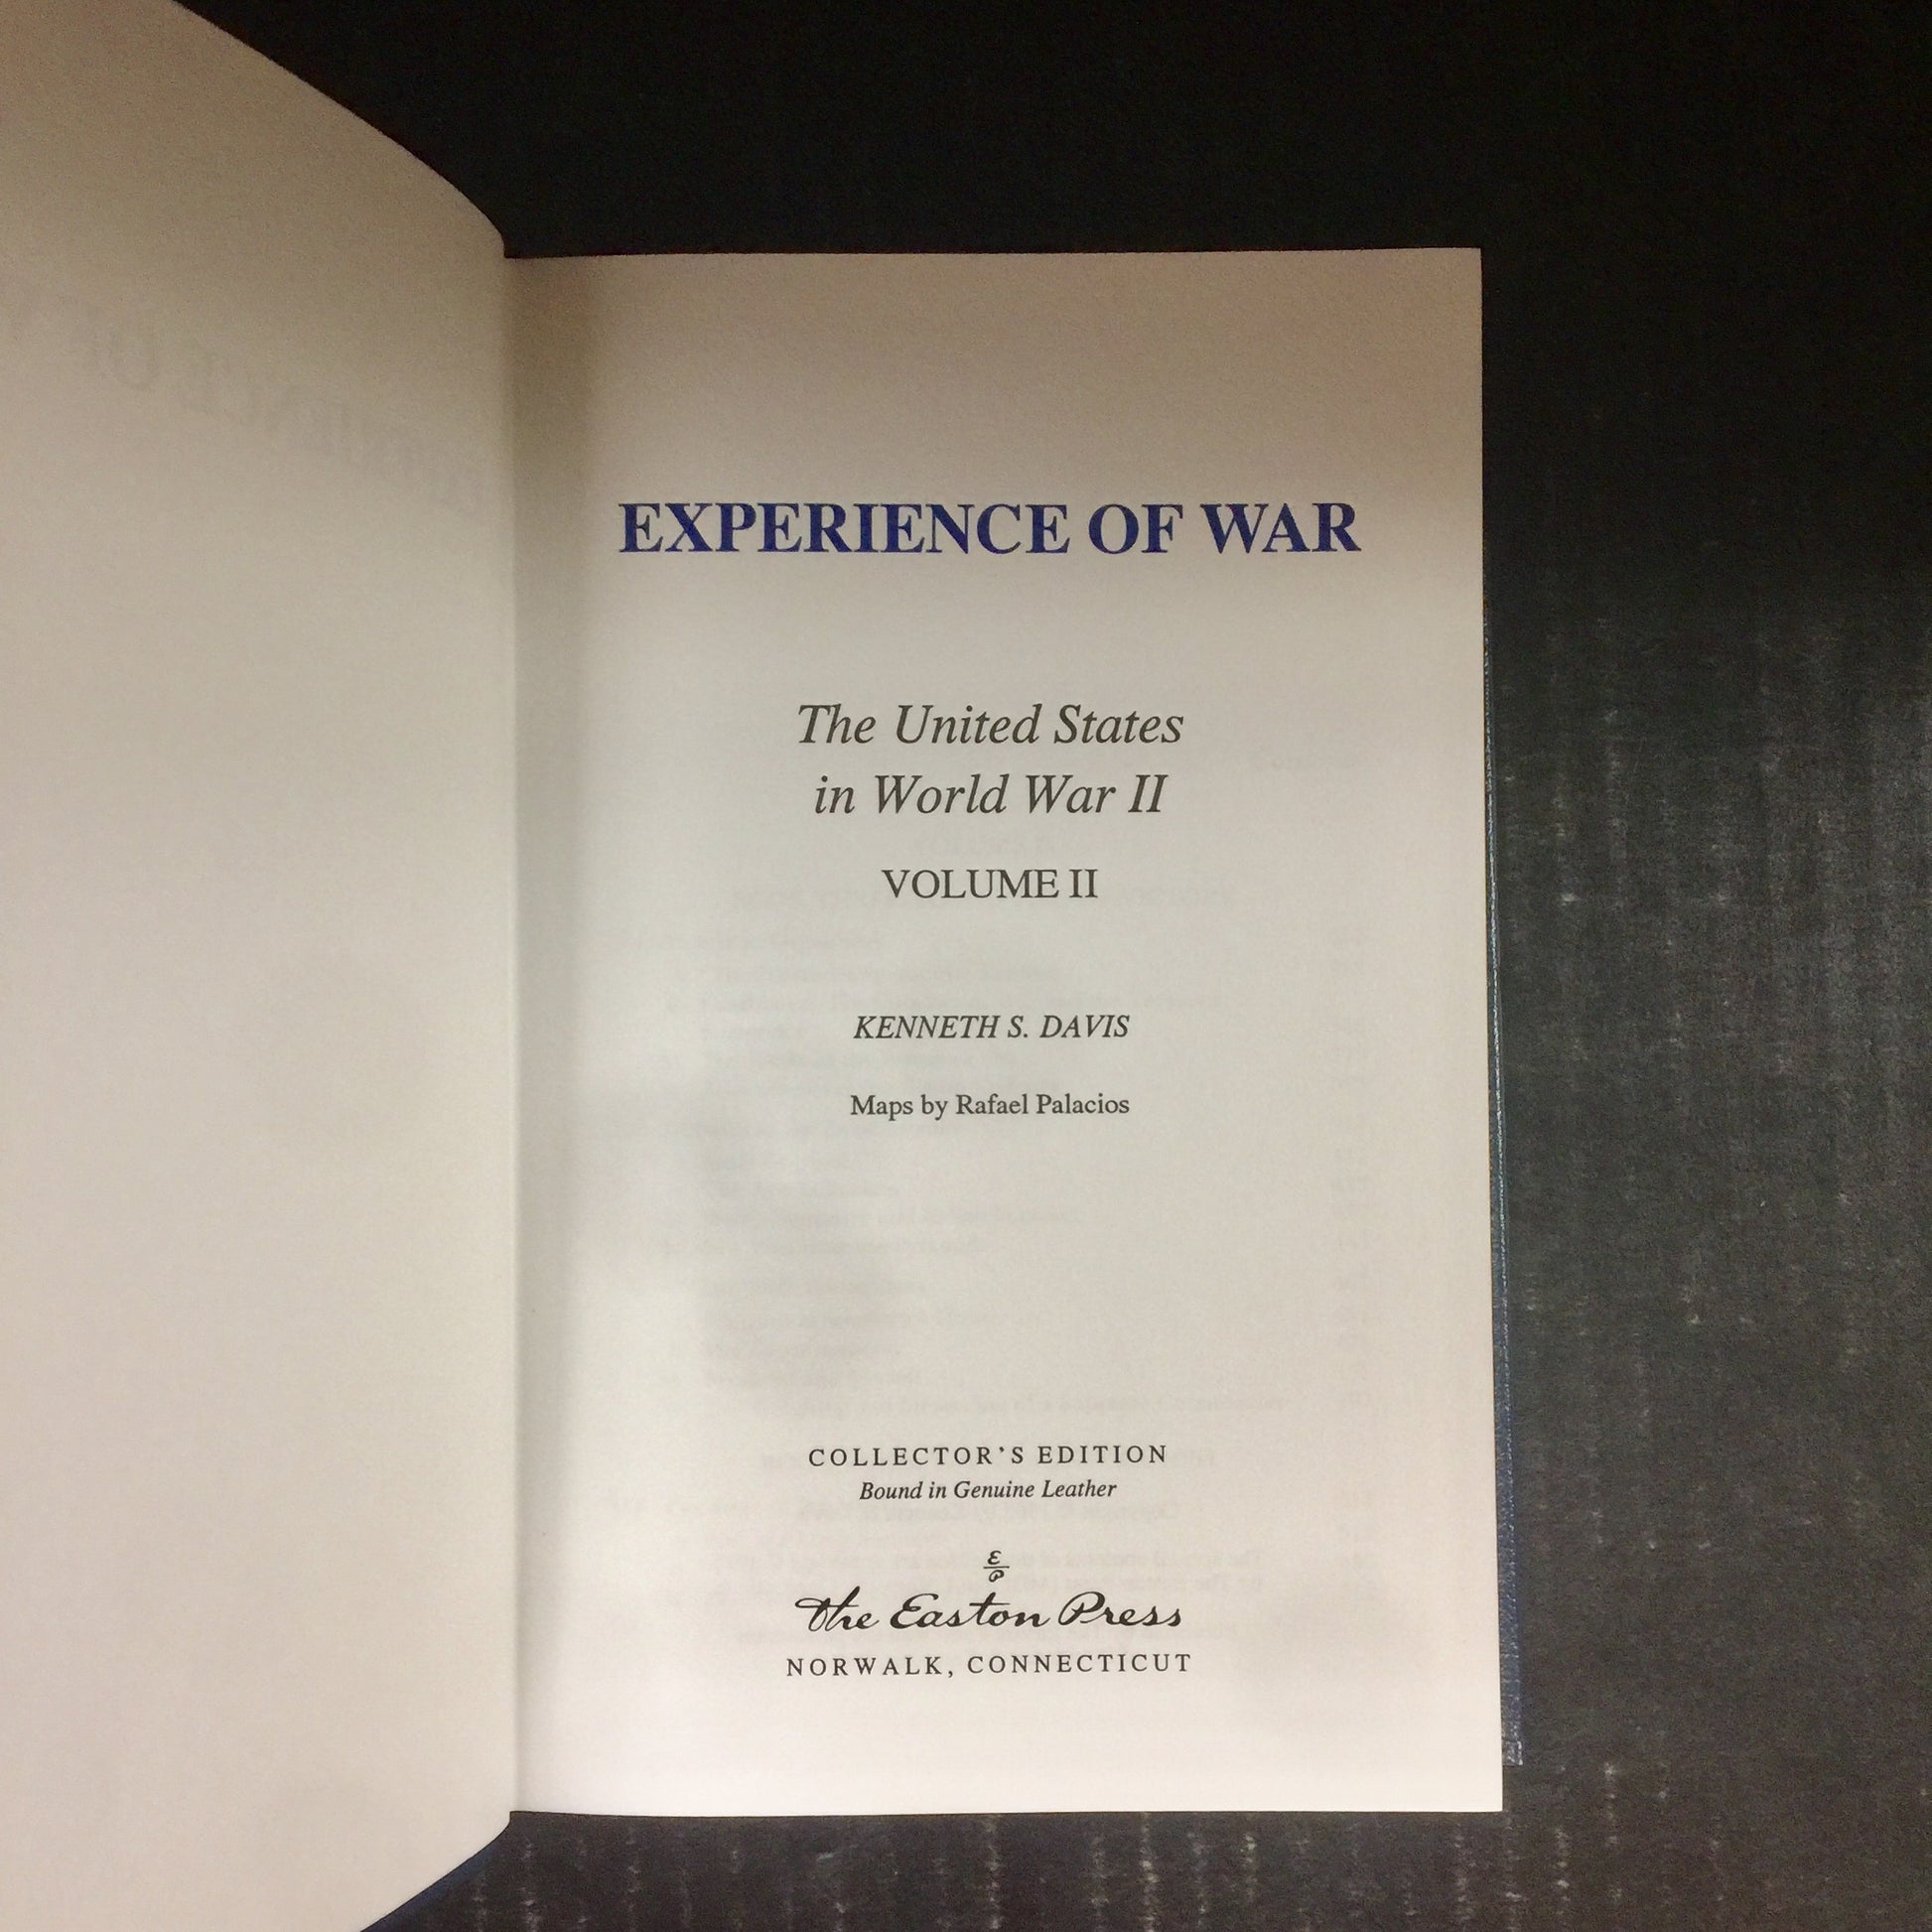 EXPERIENCE OF WAR
The United States
in World War II
VOLUME II
KENNETH S. DAVIS
Maps by Rafael Palacios
COLLECTOR'S EDITION
Bound in Genuine Leather
The Easton Press
NORWALK, CONNECTICUT